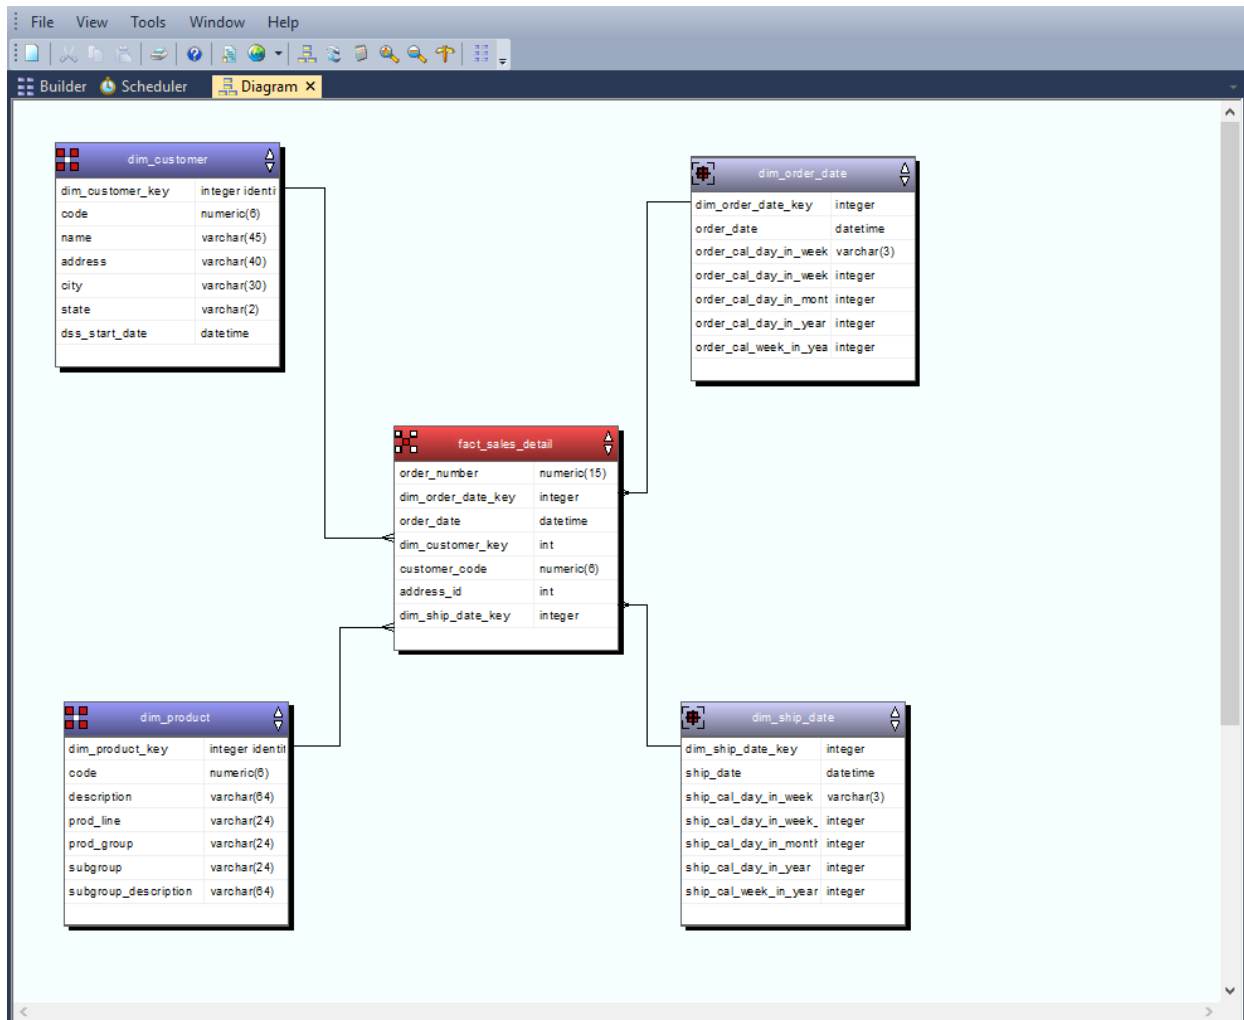 File View Tools Window Help
Builder Scheduler Diagram
dim_customer
dim_customer_key integer identi
code numeric(6)
name varchar(45)
address varchar(40)
city varchar(30)
state varchar(2)
dss_start_date datetime
dim_order_date
dim_order_date_key integer
order_date datetime
order_cal_day_in_week varchar(3)
order_cal_day_in_week integer
order_cal_day_in_mont integer
order_cal_day_in_year integer
order_cal_week_in_yea integer
fact_sales_detail
order_number numeric(15)
dim_order_date_key integer
order_date datetime
dim_customer_key int
customer_code numeric(6)
address_id int
dim_ship_date_key integer
dim_product
dim_product_key integer identit
code numeric(6)
description varchar(64)
prod_line varchar(24)
prod_group varchar(24)
subgroup varchar(24)
subgroup_description varchar(64)
dim_ship_date
dim_ship_date_key integer
ship_date datetime
ship_cal_day_in_week varchar(3)
ship_cal_day_in_week_ integer
ship_cal_day_in_month integer
ship_cal_day_in_year integer
ship_cal_week_in_year integer